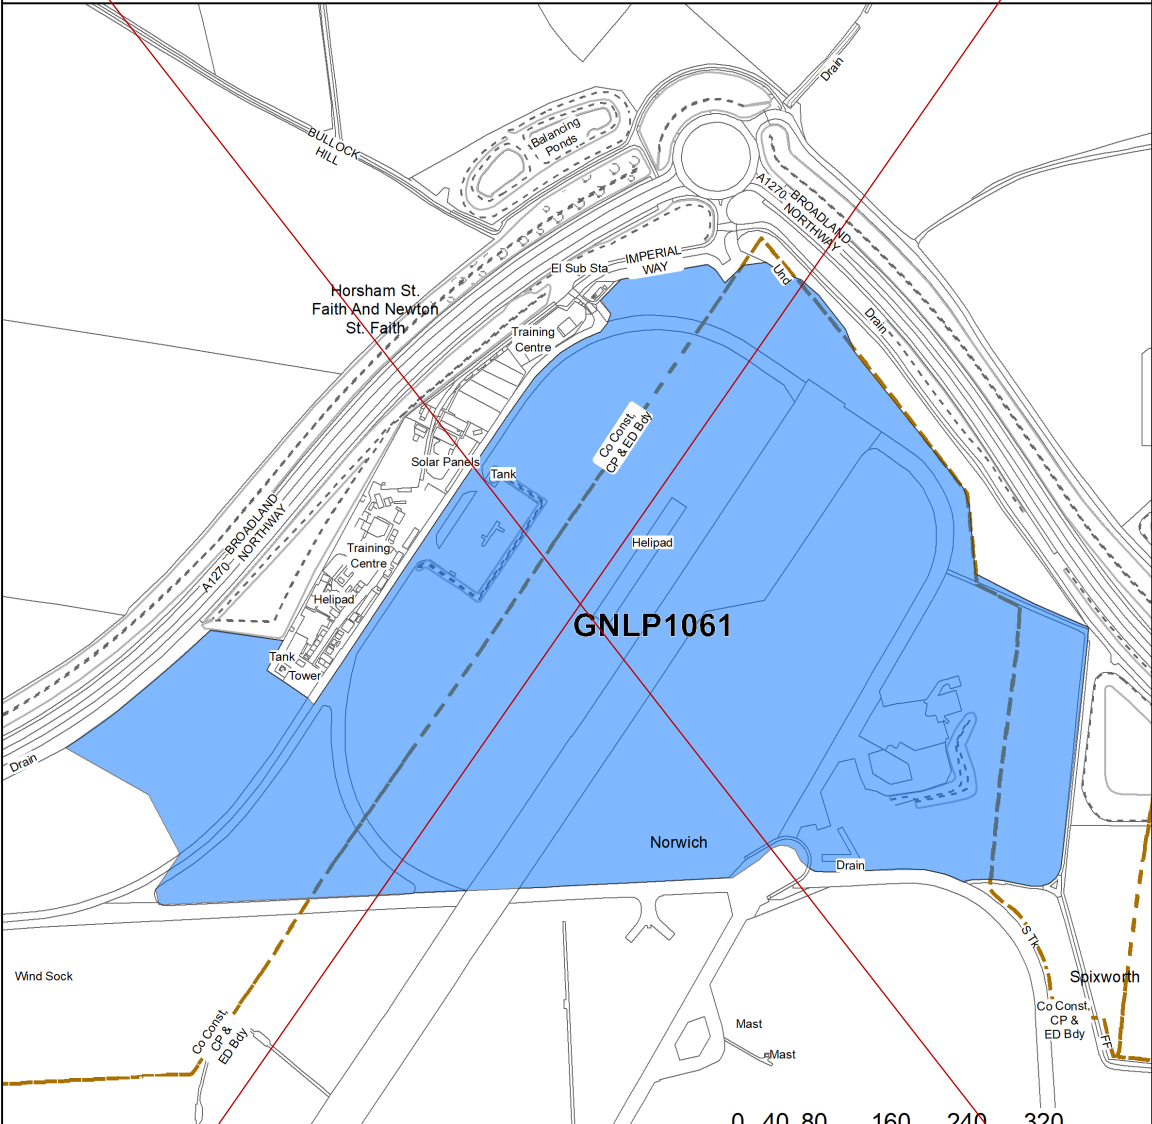 Drain
BULLOCK
HILL
Balancing
Ponds
A1270 BROADLAND
NORTHWAY
IMPERIAL
WAY
El Sub Sta
Und
Horsham St.
Faith And Newton
St. Faith
Drain
Training
Centre
Co Const,
CP & ED Bdy
Solar Panels
Tank
A1270 BROADLAND
NORTHWAY
Helipad
Training
Centre
Helipad
GNLP1061
Tank
Tower
Drain
Norwich
Drain
S Tk
Wind Sock
Spixworth
Co Const,
CP &
ED Bdy
Co Const,
CP &
ED Bdy
FF
Mast
Mast
0 40 80 160 240 320